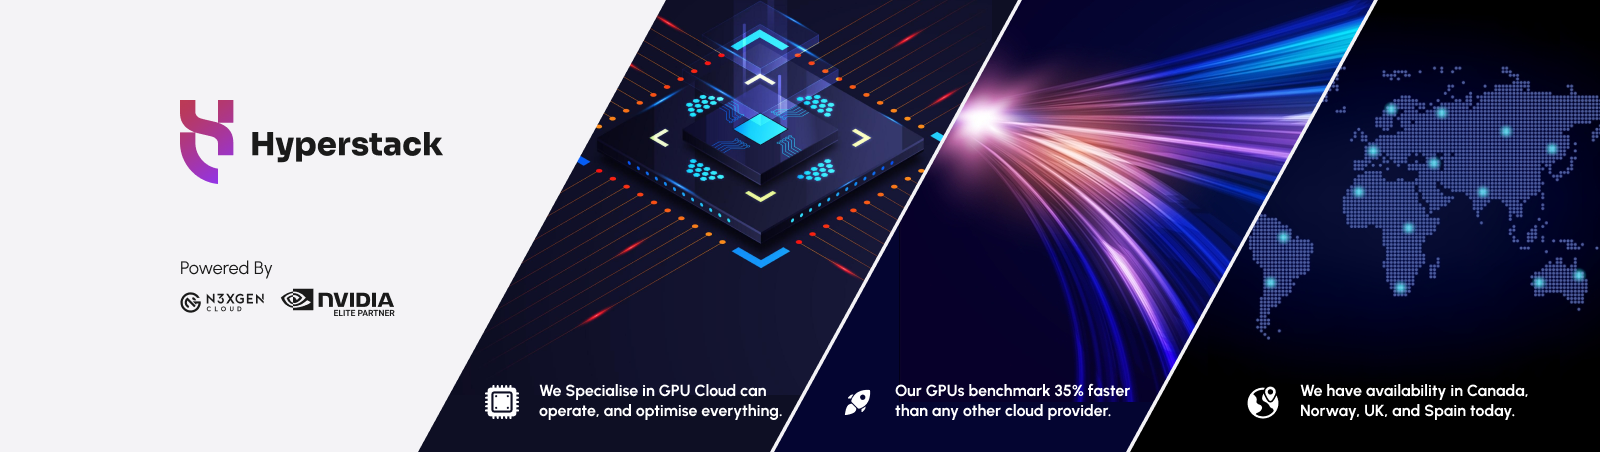 Hyperstack
Powered By
N3XGEN
CLOUD
NVIDIA
ELITE PARTNER
We Specialise in GPU Cloud can
operate, and optimise everything.
Our GPUs benchmark 35% faster
than any other cloud provider.
We have availability in Canada,
Norway, UK, and Spain today.